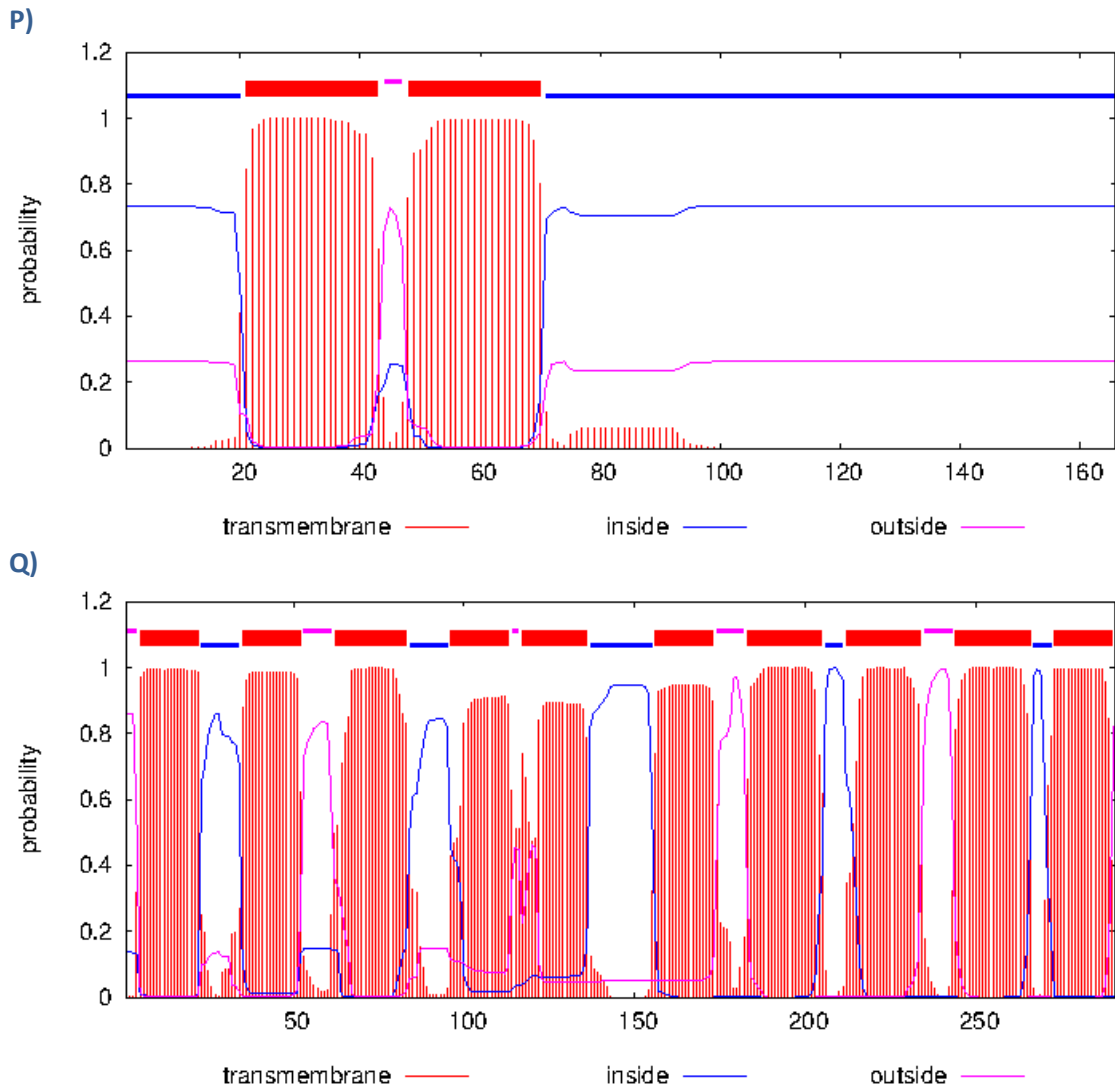 P)
1.2
1
0.8
0.6
0.4
0.2
0
probability
20 40 60 80 100 120 140 160
transmembrane inside outside
Q)
1.2
1
0.8
0.6
0.4
0.2
0
probability
50 100 150 200 250
transmembrane inside outside